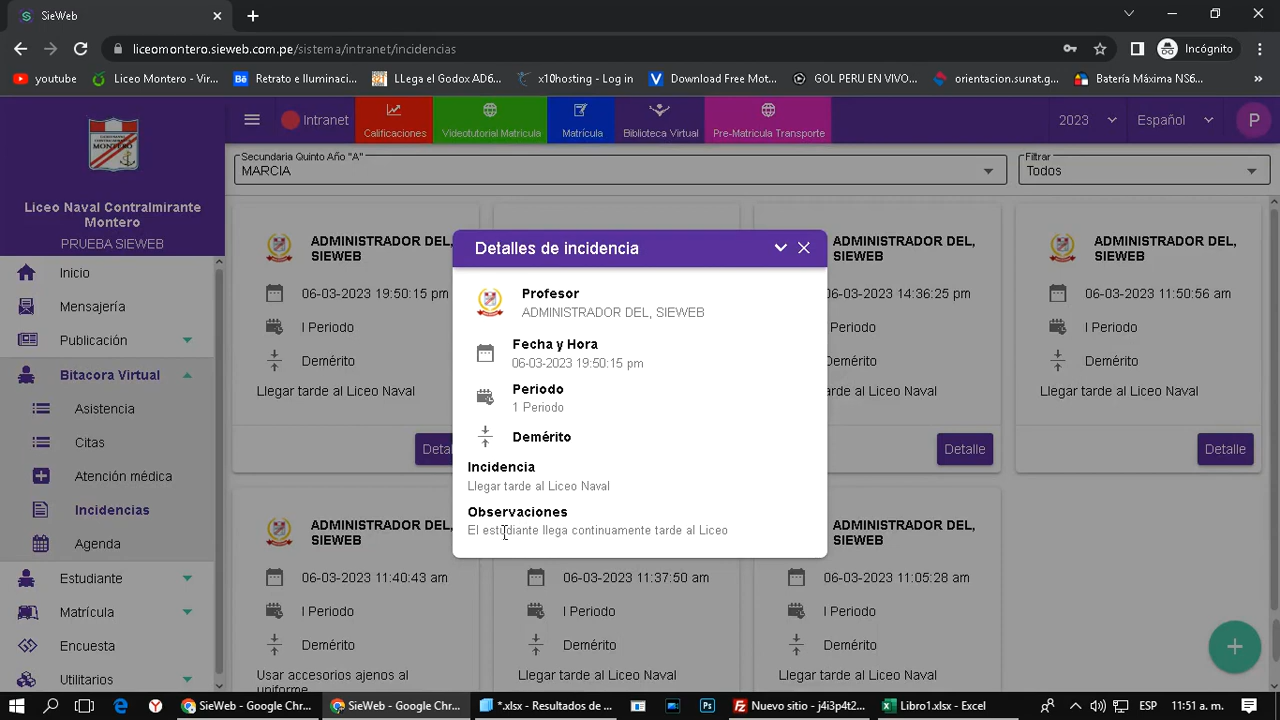 SieWeb
liceomontero.sieweb.com.pe/sistema/intranet/incidencias
Incógnito
youtube
Liceo Montero - Vir...
Retrato e Iluminaci...
LLega el Godox AD6...
x10hosting - Log in
Download Free Mot...
GOL PERU EN VIVO...
orientacion.sunat.g...
Batería Máxima NS6...
»
MONTERO
Liceo Naval Contralmirante
Montero
PRUEBA SIEWEB
Inicio
Mensajería
Publicación
Bitacora Virtual
Asistencia
Citas
Atención médica
Incidencias
Agenda
Estudiante
Matrícula
Encuesta
Utilitarios
Intranet
Calificaciones
Videotutorial Matricula
Matrícula
Biblioteca Virtual
Pre-Matricula Transporte
2023
Español
P
Secundaria Quinto Año "A"
MARCIA
Filtrar
Todos
ADMINISTRADOR DEL,
SIEWEB
06-03-2023 19:50:15 pm
I Periodo
Demérito
Llegar tarde al Liceo Naval
Detal
ADMINISTRADOR DEL,
SIEWEB
06-03-2023 14:36:25 pm
Periodo
Demérito
Llegar tarde al Liceo Naval
Detalle
ADMINISTRADOR DEL,
SIEWEB
06-03-2023 11:50:56 am
I Periodo
Demérito
Llegar tarde al Liceo Naval
Detalle
Detalles de incidencia
Profesor
ADMINISTRADOR DEL, SIEWEB
Fecha y Hora
06-03-2023 19:50:15 pm
Periodo
1 Periodo
Demérito
Incidencia
Llegar tarde al Liceo Naval
Observaciones
El estudiante llega continuamente tarde al Liceo
ADMINISTRADOR DEL,
SIEWEB
06-03-2023 11:40:43 am
I Periodo
Demérito
Usar accesorios ajenos al
uniforme
06-03-2023 11:37:50 am
I Periodo
Demérito
Llegar tarde al Liceo Naval
ADMINISTRADOR DEL,
SIEWEB
06-03-2023 11:05:28 am
I Periodo
Demérito
Llegar tarde al Liceo Naval
SieWeb - Google Chr...
SieWeb - Google Chr...
*.xlsx - Resultados de ...
Nuevo sitio - j4i3p4t2...
Libro1.xlsx - Excel
ESP
11:51 a. m.